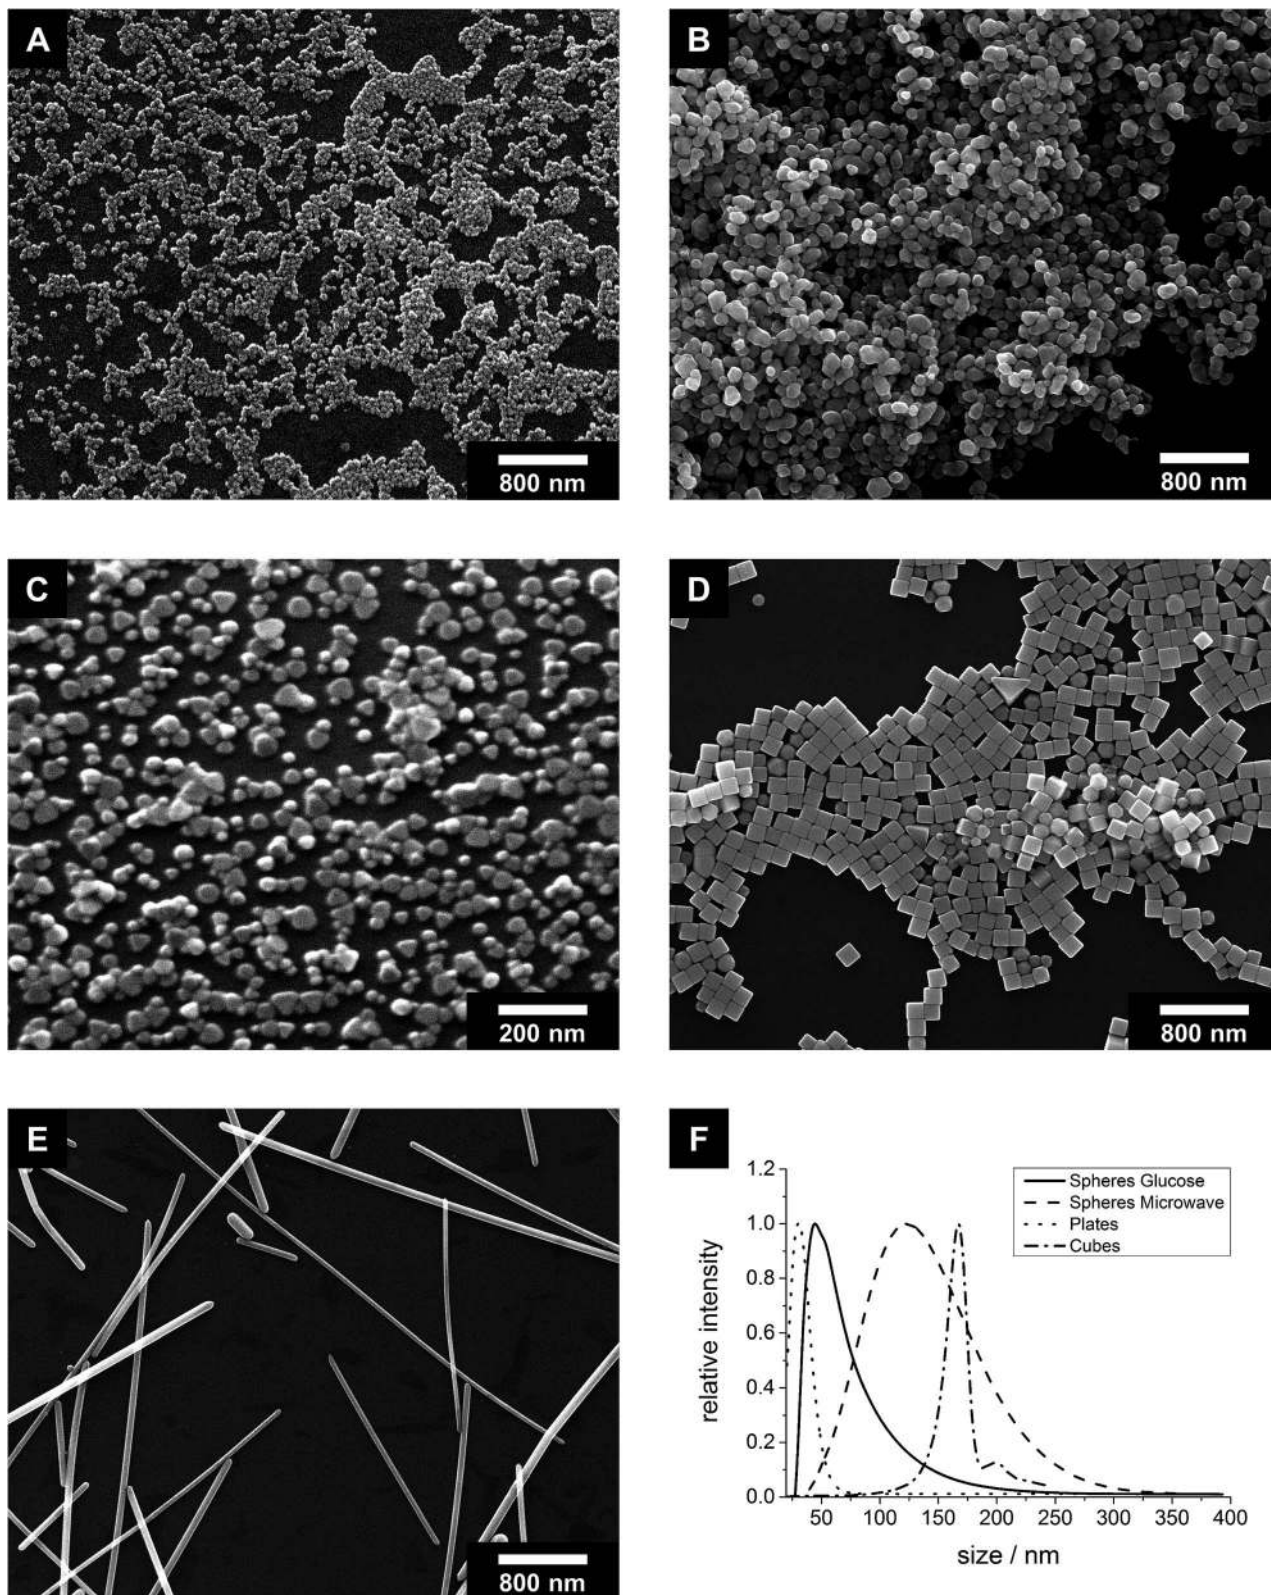 A
800 nm
B
800 nm
C
200 nm
D
800 nm
E
800 nm
F
1.2
1.0
0.8
0.6
0.4
0.2
0.0
relative intensity
Spheres Glucose
Spheres Microwave
Plates
Cubes
50 100 150 200 250 300 350 400
size / nm